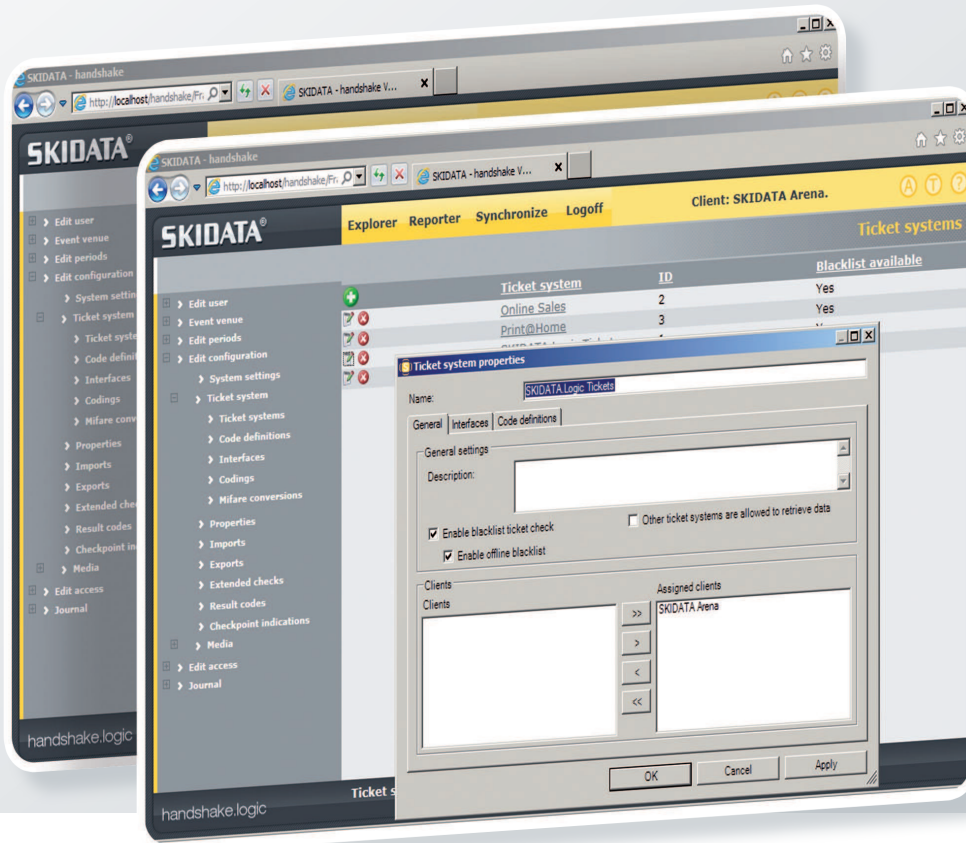 SKIDATA - handshake
http://localhost/handshake/Fr.
SKIDATA - handshake V...
SKIDATA®
Edit user
Event venue
Edit periods
Edit configuration
System settin
Ticket system
Ticket syste
Code definit
Interfaces
Codings
Mifare conv
Properties
Imports
Exports
Extended che
Result codes
Checkpoint in
Media
Edit access
Journal
handshake.logic
SKIDATA - handshake
http://localhost/handshake/Fr.
SKIDATA - handshake V...
SKIDATA®
Explorer Reporter Synchronize Logoff Client: SKIDATA Arena. A T ?
Ticket systems
Ticket system ID Blacklist available
Online Sales 2 Yes
Print@Home 3 Yes
Edit user
Event venue
Edit periods
Edit configuration
System settings
Ticket system
Ticket systems
Code definitions
Interfaces
Codings
Mifare conversions
Properties
Imports
Exports
Extended checks
Result codes
Checkpoint indications
Media
Edit access
Journal
Ticket system properties
Name: SKIDATA.Logic Tickets
General Interfaces Code definitions
General settings
Description:
Enable blacklist ticket check
Other ticket systems are allowed to retrieve data
Enable offline blacklist
Clients
Clients
Assigned clients
SKIDATA.Arena
>>
>
<
<<
OK Cancel Apply
Ticket s
handshake.logic